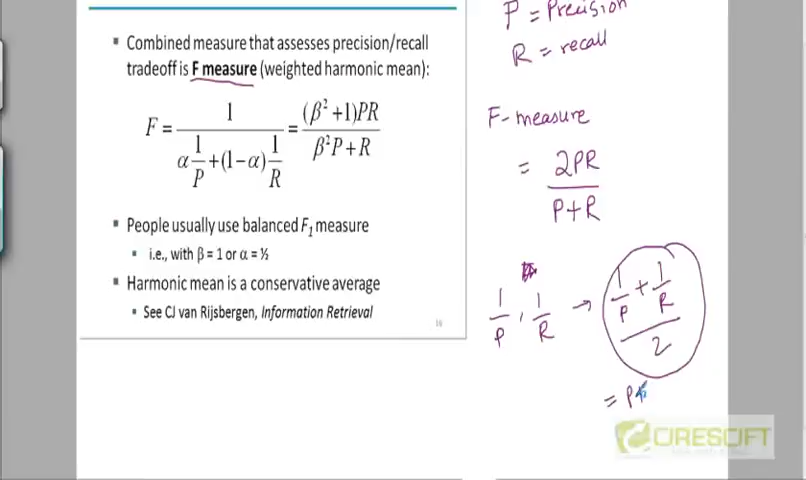 ▪ Combined measure that assesses precision/recall
tradeoff is F measure (weighted harmonic mean):
F = 1 / (α 1/P + (1−α) 1/R) = (β² + 1)PR / (β²P + R)
▪ People usually use balanced F₁ measure
▪ i.e., with β = 1 or α = ½
▪ Harmonic mean is a conservative average
▪ See CJ van Rijsbergen, Information Retrieval
P = Precision
R = recall
F- measure
= 2PR / P+R
1/P , 1/R → (1/P + 1/R) / 2
= P+